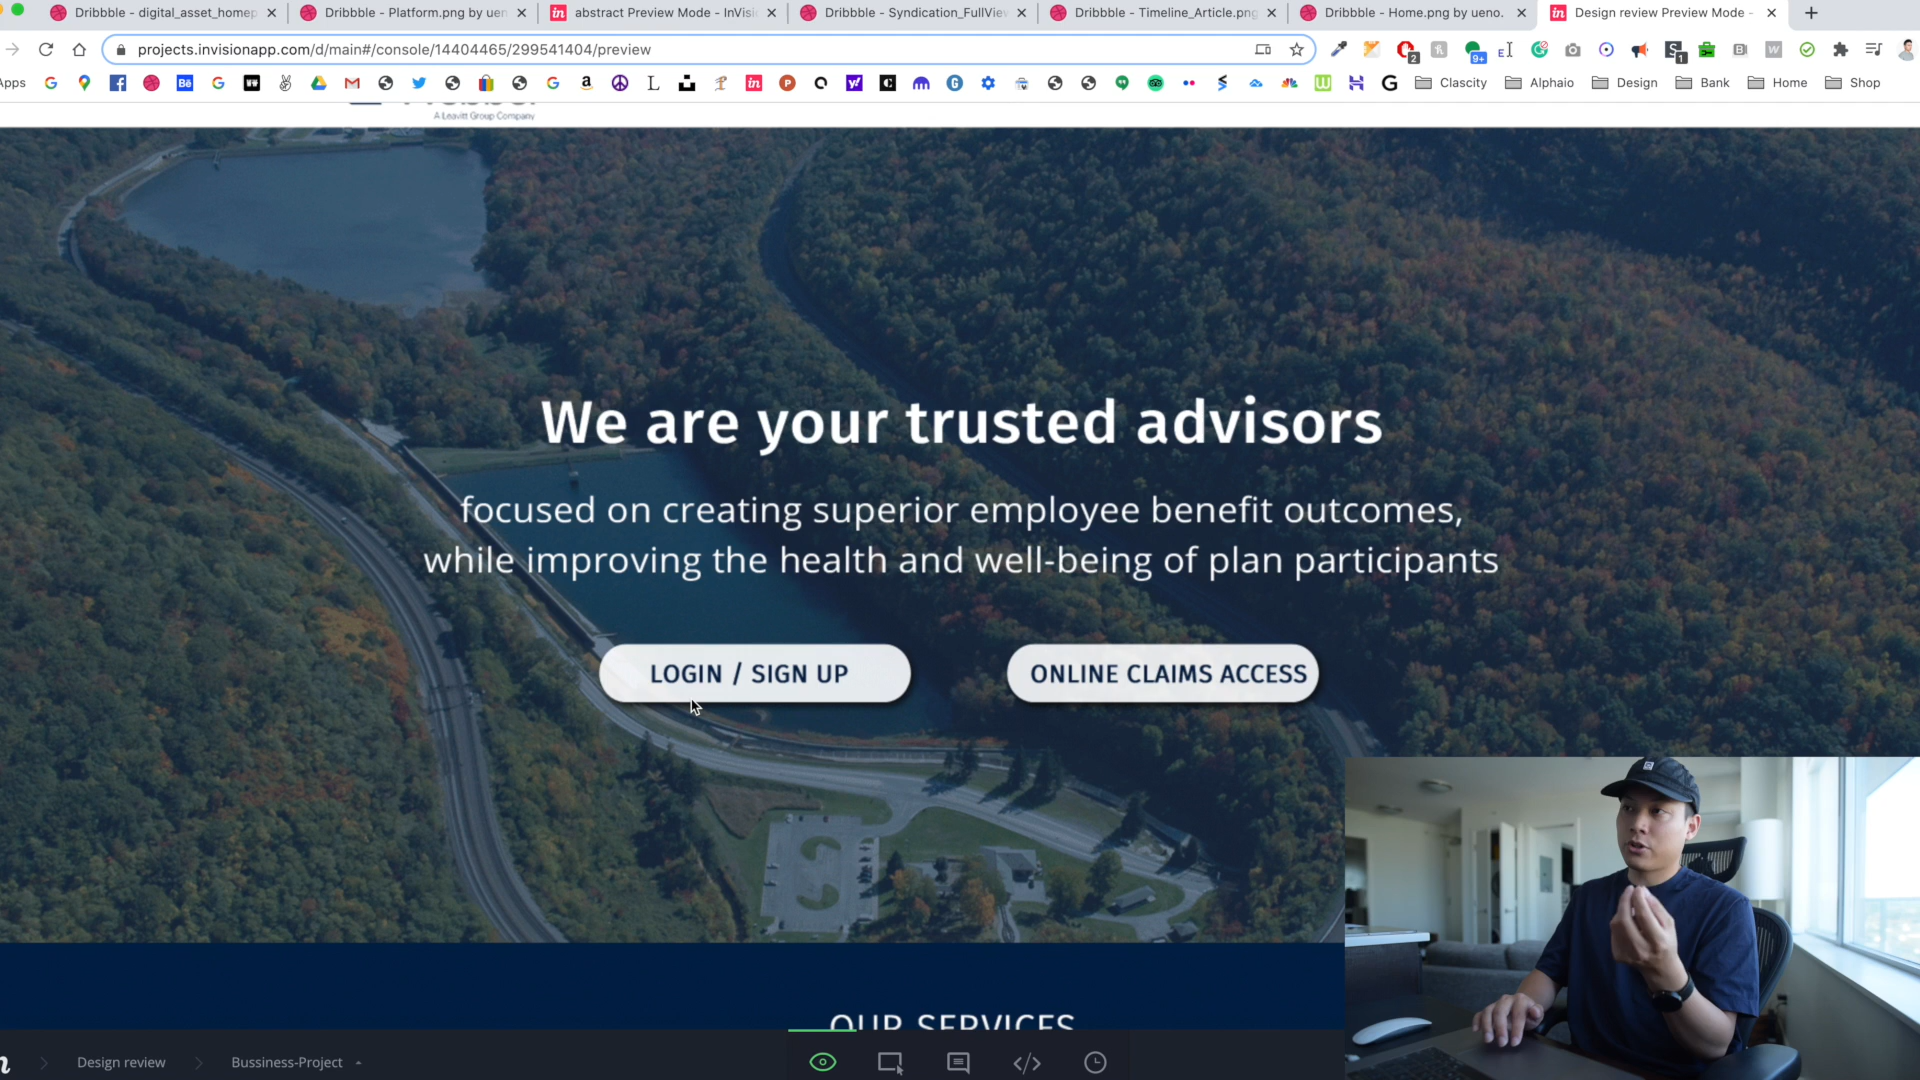 Dribbble - digital_asset_homep
Dribbble - Platform.png by uen
abstract Preview Mode - InVisi
Dribbble - Syndication_FullView
Dribbble - Timeline_Article.png
Dribbble - Home.png by ueno.
Design review Preview Mode -
projects.invisionapp.com/d/main#/console/14404465/299541404/preview
Apps
Clascity
Alphaio
Design
Bank
Home
Shop
A Leavitt Group Company
We are your trusted advisors
focused on creating superior employee benefit outcomes,
while improving the health and well-being of plan participants
LOGIN / SIGN UP
ONLINE CLAIMS ACCESS
OUR SERVICES
Design review
Bussiness-Project